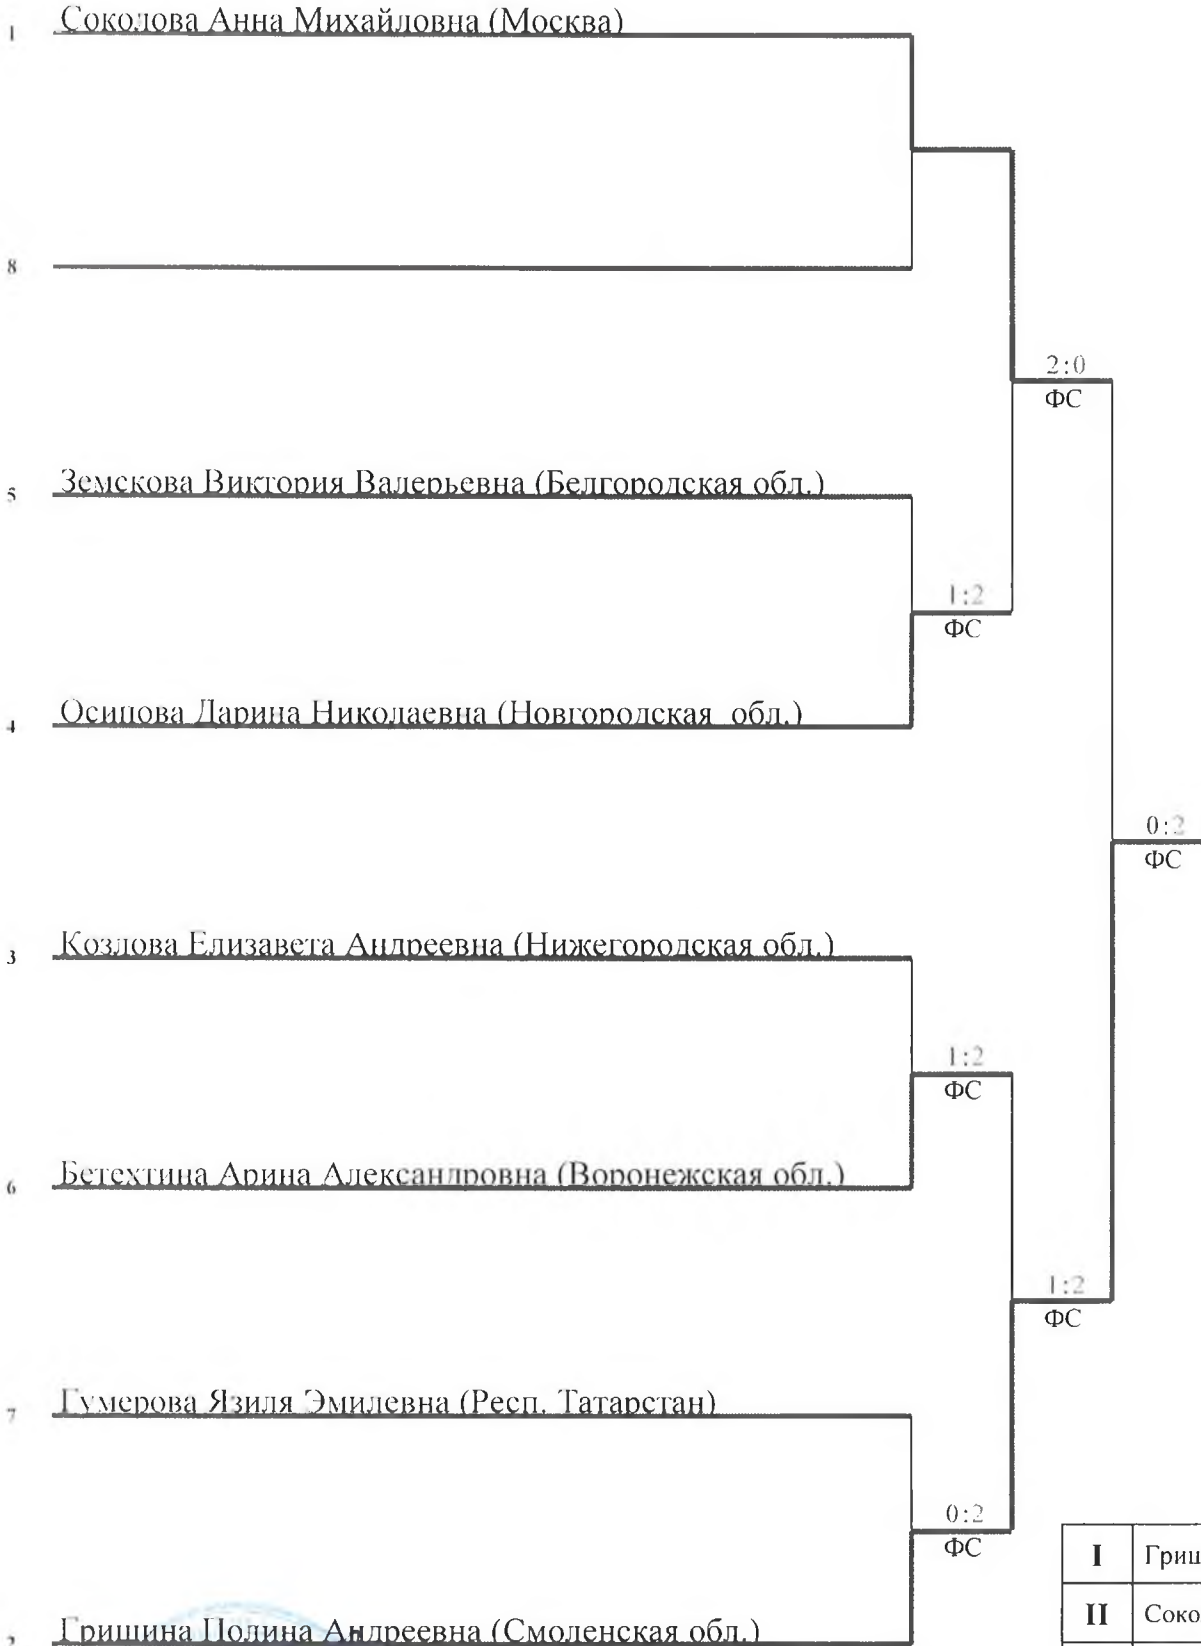 1 Соколова Анна Михайловна (Москва)
8
2:0
ФС
5 Земскова Виктория Валерьевна (Белгородская обл.)
1:2
ФС
4 Осипова Дарина Николаевна (Новгородская обл.)
0:2
ФС
3 Козлова Елизавета Андреевна (Нижегородская обл.)
1:2
ФС
6 Бетехтина Арина Александровна (Воронежская обл.)
1:2
ФС
7 Гумерова Язиля Эмилевна (Респ. Татарстан)
0:2
ФС
I Гриш
II Соко
2 Гришина Полина Андреевна (Смоленская обл.)